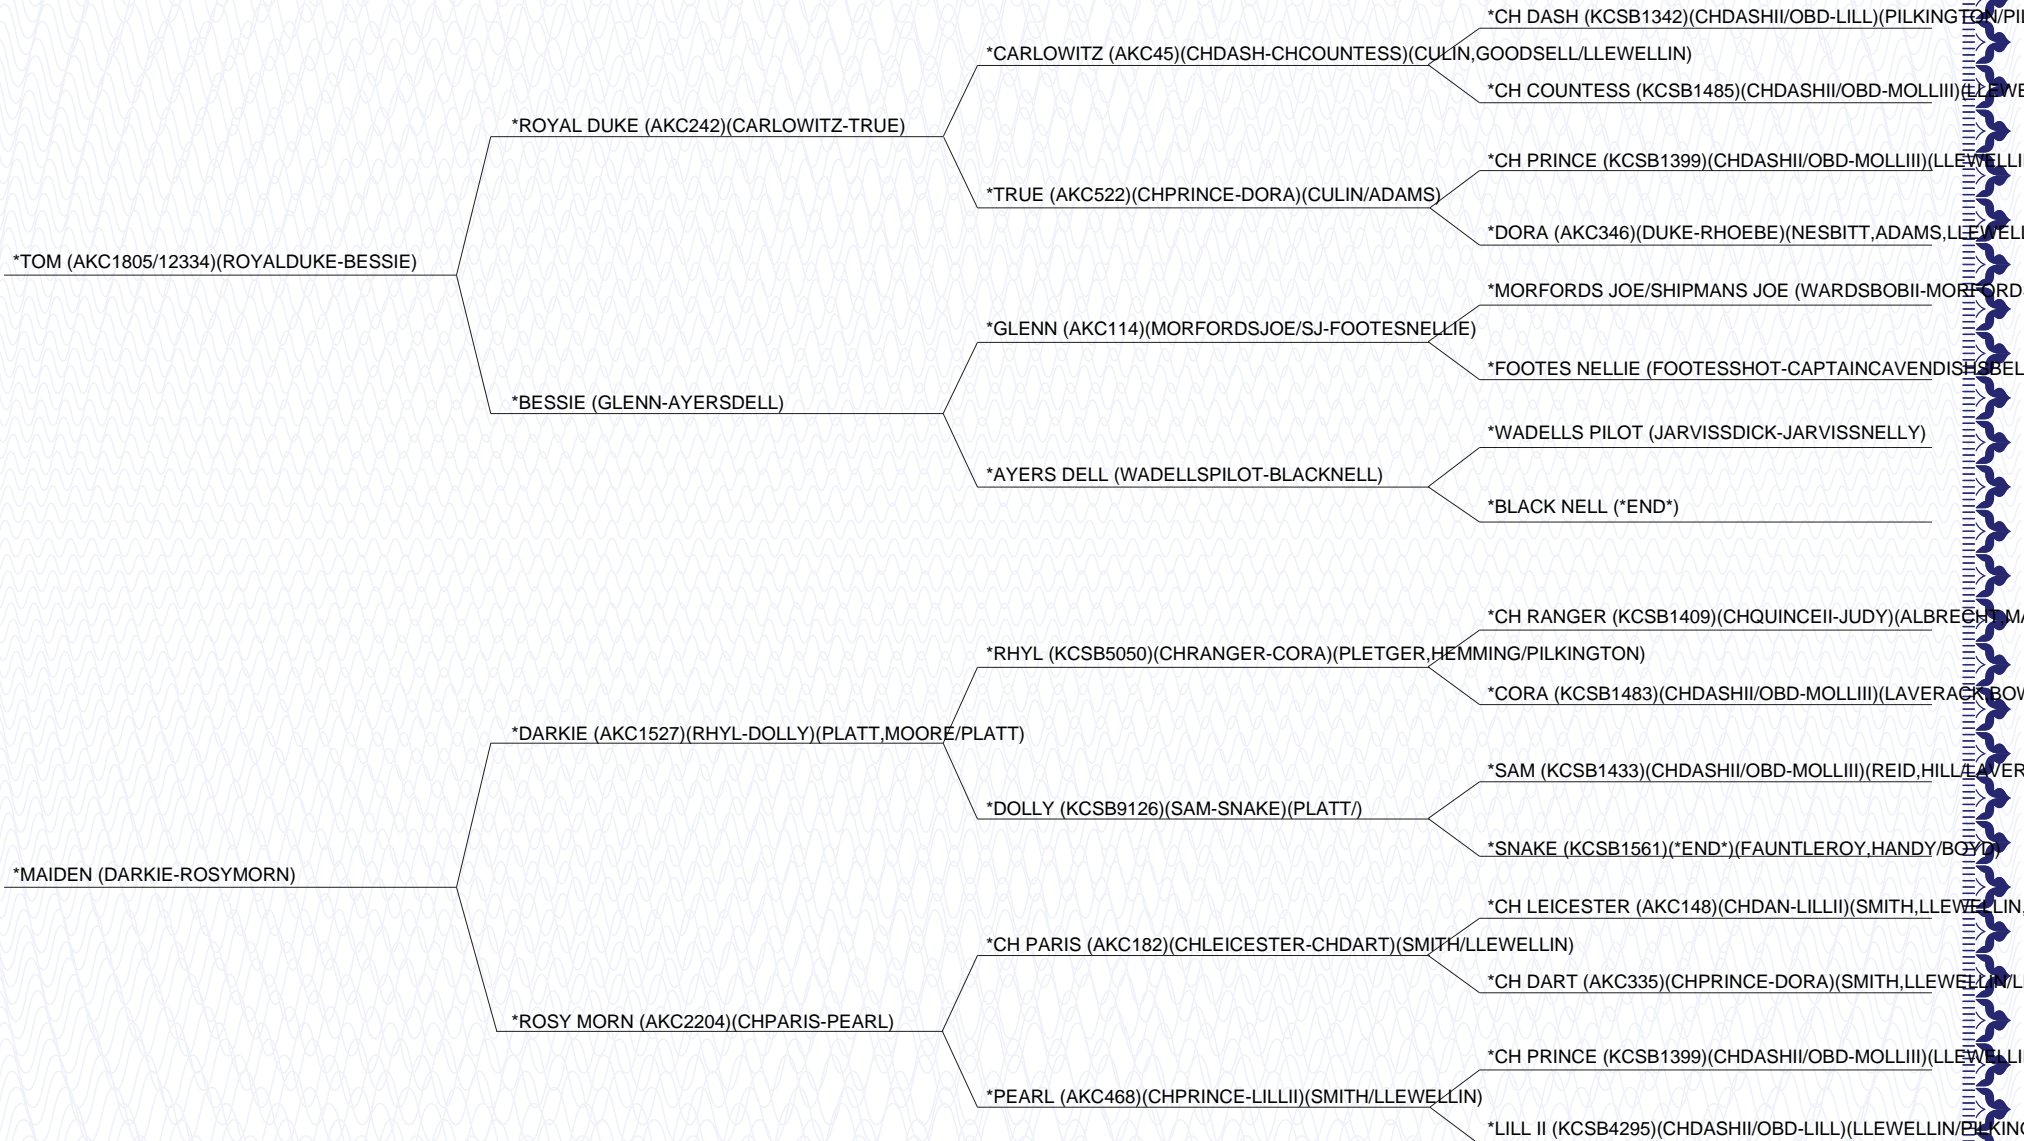 *CH DASH (KCSB1342)(CHDASHII/OBD-LILL)(PILKINGTON/PIL
*CARLOWITZ (AKC45)(CHDASH-CHCOUNTESS)(CULIN,GOODSELL/LLEWELLIN)
*CH COUNTESS (KCSB1485)(CHDASHII/OBD-MOLLIII)(LLEWE
*ROYAL DUKE (AKC242)(CARLOWITZ-TRUE)
*CH PRINCE (KCSB1399)(CHDASHII/OBD-MOLLIII)(LLEWELLI
*TRUE (AKC522)(CHPRINCE-DORA)(CULIN/ADAMS)
*DORA (AKC346)(DUKE-RHOEBE)(NESBITT,ADAMS,LLEWELL
*TOM (AKC1805/12334)(ROYALDUKE-BESSIE)
*MORFORDS JOE/SHIPMANS JOE (WARDSBOBII-MORFORD
*GLENN (AKC114)(MORFORDSJOE/SJ-FOOTESNELLIE)
*FOOTES NELLIE (FOOTESSHOT-CAPTAINCAVENDISHSBEL
*BESSIE (GLENN-AYERSDELL)
*WADELLS PILOT (JARVISSDICK-JARVISSNELLY)
*AYERS DELL (WADELLSPILOT-BLACKNELL)
*BLACK NELL (*END*)
*CH RANGER (KCSB1409)(CHQUINCEII-JUDY)(ALBRECHT,MA
*RHYL (KCSB5050)(CHRANGER-CORA)(PLETGER,HEMMING/PILKINGTON)
*CORA (KCSB1483)(CHDASHII/OBD-MOLLIII)(LAVERACK,BOW
*DARKIE (AKC1527)(RHYL-DOLLY)(PLATT,MOORE/PLATT)
*SAM (KCSB1433)(CHDASHII/OBD-MOLLIII)(REID,HILL/LAVER
*DOLLY (KCSB9126)(SAM-SNAKE)(PLATT/)
*SNAKE (KCSB1561)(*END*)(FAUNTLEROY,HANDY/BOYD)
*MAIDEN (DARKIE-ROSYMORN)
*CH LEICESTER (AKC148)(CHDAN-LILLII)(SMITH,LLEWELLIN,
*CH PARIS (AKC182)(CHLEICESTER-CHDART)(SMITH/LLEWELLIN)
*CH DART (AKC335)(CHPRINCE-DORA)(SMITH,LLEWELLIN/L
*ROSY MORN (AKC2204)(CHPARIS-PEARL)
*CH PRINCE (KCSB1399)(CHDASHII/OBD-MOLLIII)(LLEWELLI
*PEARL (AKC468)(CHPRINCE-LILLII)(SMITH/LLEWELLIN)
*LILL II (KCSB4295)(CHDASHII/OBD-LILL)(LLEWELLIN/PILKING